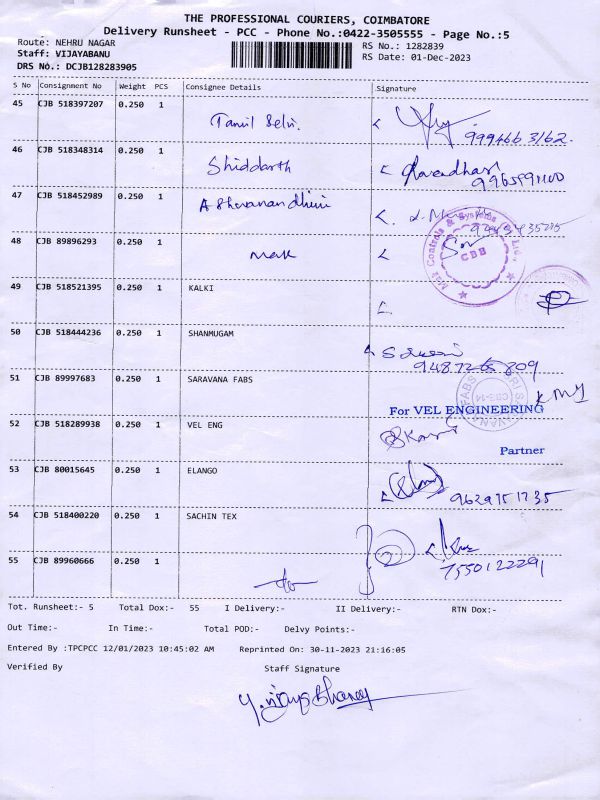 THE PROFESSIONAL COURIERS, COIMBATORE
Delivery Runsheet - PCC - Phone No.:0422-3505555 - Page No.:5
Route: NEHRU NAGAR
Staff: VIJAYABANU
DRS No.: DCJB128283905
RS No.: 1282839
RS Date: 01-Dec-2023
S No Consignment No Weight PCS Consignee Details Signature
45 CJB 518397207 0.250 1 Tamil Selvi.
9994663162.
46 CJB 518348314 0.250 1 Shiddarth
47 CJB 518452989 0.250 1
48 CJB 89896293 0.250 1 Mak
Mak Controls & Systems (P) Ltd.,
CBB
49 CJB 518521395 0.250 1 KALKI
50 CJB 518444236 0.250 1 SHANMUGAM
51 CJB 89997683 0.250 1 SARAVANA FABS
For VEL ENGINEERING
52 CJB 518289938 0.250 1 VEL ENG
Partner
53 CJB 80015645 0.250 1 ELANGO
9629751735
54 CJB 518400220 0.250 1 SACHIN TEX
7550122291
55 CJB 89960666 0.250 1
Tot. Runsheet:- 5 Total Dox:- 55 I Delivery:- II Delivery:- RTN Dox:-
Out Time:- In Time:- Total POD:- Delvy Points:-
Entered By :TPCPCC 12/01/2023 10:45:02 AM Reprinted On: 30-11-2023 21:16:05
Verified By Staff Signature